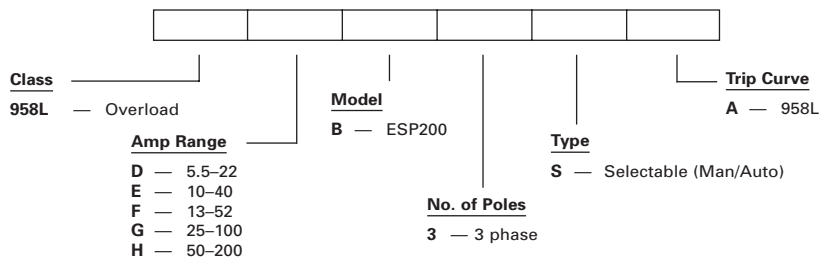 Class
958L — Overload
Amp Range
D — 5.5–22
E — 10–40
F — 13–52
G — 25–100
H — 50–200
Model
B — ESP200
No. of Poles
3 — 3 phase
Type
S — Selectable (Man/Auto)
Trip Curve
A — 958L